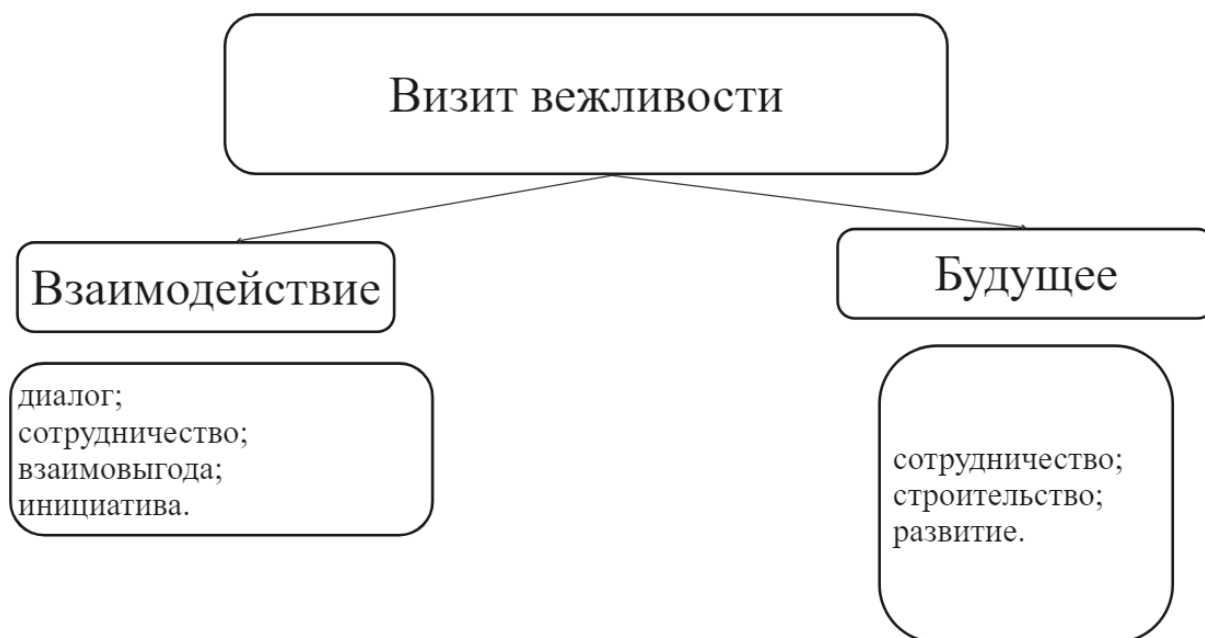 Визит вежливости
Взаимодействие
Будущее
диалог;
сотрудничество;
взаимовыгода;
инициатива.
сотрудничество;
строительство;
развитие.